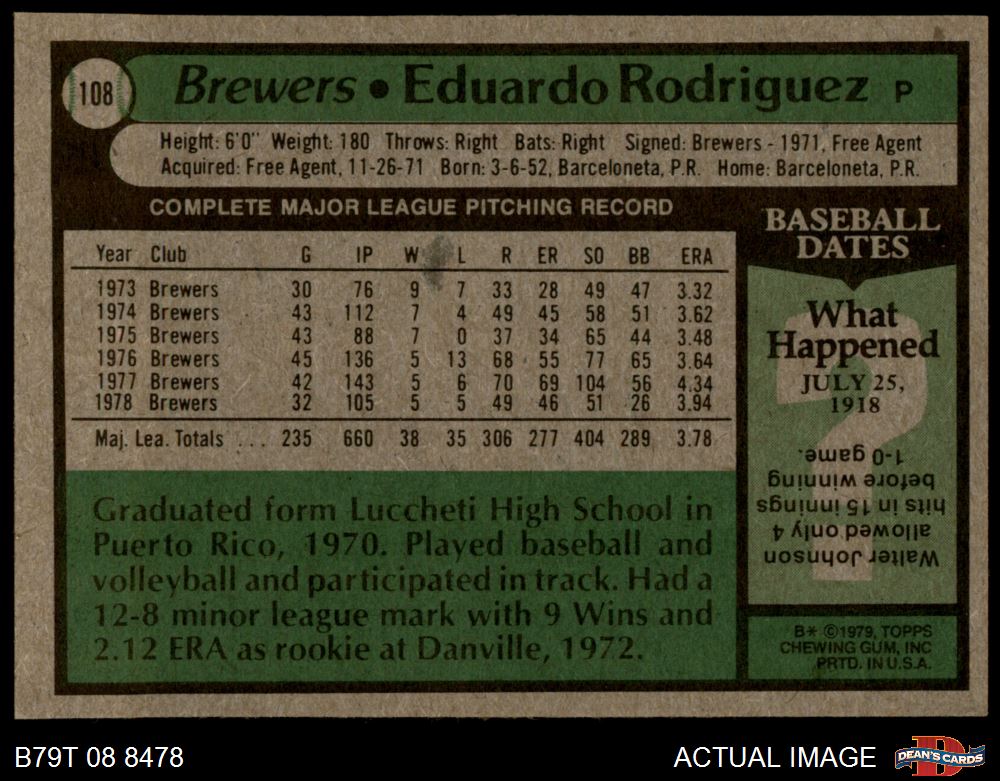 108
Brewers • Eduardo Rodriguez P
Height: 6'0" Weight: 180 Throws: Right Bats: Right Signed: Brewers - 1971, Free Agent
Acquired: Free Agent, 11-26-71 Born: 3-6-52, Barceloneta, P.R. Home: Barceloneta, P.R.
COMPLETE MAJOR LEAGUE PITCHING RECORD
Year Club G IP W L R ER SO BB ERA
1973 Brewers 30 76 9 7 33 28 49 47 3.32
1974 Brewers 43 112 7 4 49 45 58 51 3.62
1975 Brewers 43 88 7 0 37 34 65 44 3.48
1976 Brewers 45 136 5 13 68 55 77 65 3.64
1977 Brewers 42 143 5 6 70 69 104 56 4.34
1978 Brewers 32 105 5 5 49 46 51 26 3.94
Maj. Lea. Totals ... 235 660 38 35 306 277 404 289 3.78
Graduated form Luccheti High School in
Puerto Rico, 1970. Played baseball and
volleyball and participated in track. Had a
12-8 minor league mark with 9 Wins and
2.12 ERA as rookie at Danville, 1972.
BASEBALL
DATES
What
Happened
JULY 25,
1918
?
Walter Johnson
allowed only 4
hits in 15 innings
before winning
1-0 game.
B* ©1979, TOPPS
CHEWING GUM, INC
PRTD. IN U.S.A.
B79T 08 8478
ACTUAL IMAGE
D
DEAN'S CARDS